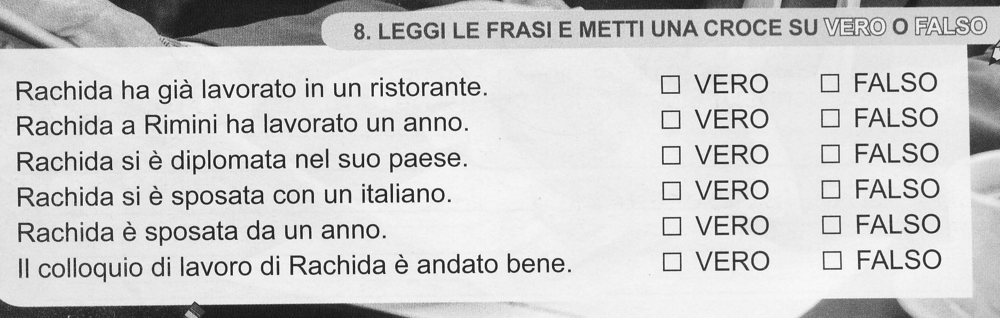 8. LEGGI LE FRASI E METTI UNA CROCE SU VERO O FALSO
Rachida ha già lavorato in un ristorante. □ VERO □ FALSO
Rachida a Rimini ha lavorato un anno. □ VERO □ FALSO
Rachida si è diplomata nel suo paese. □ VERO □ FALSO
Rachida si è sposata con un italiano. □ VERO □ FALSO
Rachida è sposata da un anno. □ VERO □ FALSO
Il colloquio di lavoro di Rachida è andato bene. □ VERO □ FALSO